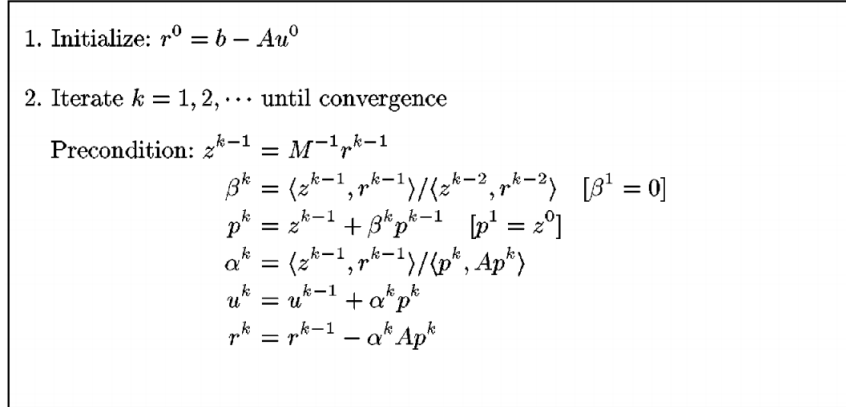 1. Initialize: r⁰ = b − Au⁰
2. Iterate k = 1, 2, ⋯ until convergence
Precondition: zᵏ⁻¹ = M⁻¹rᵏ⁻¹
βᵏ = ⟨zᵏ⁻¹, rᵏ⁻¹⟩/⟨zᵏ⁻², rᵏ⁻²⟩ [β¹ = 0]
pᵏ = zᵏ⁻¹ + βᵏpᵏ⁻¹ [p¹ = z⁰]
αᵏ = ⟨zᵏ⁻¹, rᵏ⁻¹⟩/⟨pᵏ, Apᵏ⟩
uᵏ = uᵏ⁻¹ + αᵏpᵏ
rᵏ = rᵏ⁻¹ − αᵏApᵏ